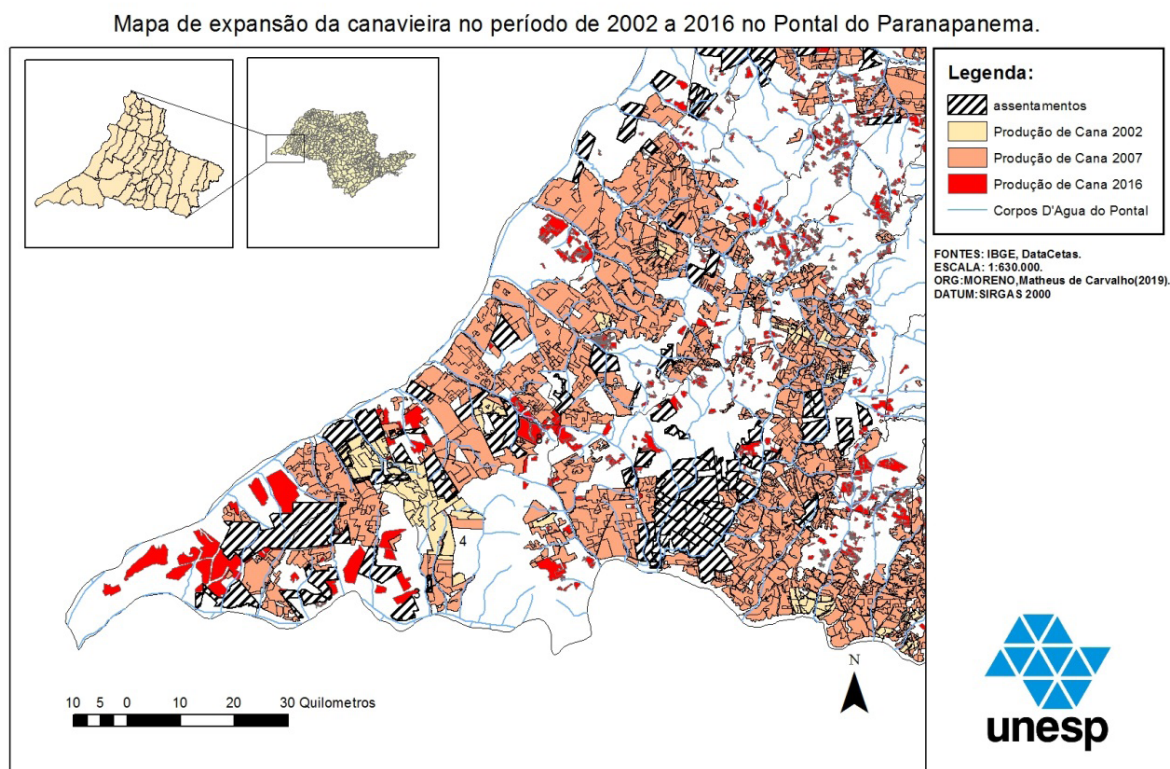 Mapa de expansão da canavieira no período de 2002 a 2016 no Pontal do Paranapanema.
Legenda:
assentamentos
Produção de Cana 2002
Produção de Cana 2007
Produção de Cana 2016
Corpos D'Agua do Pontal
FONTES: IBGE, DataCetas.
ESCALA: 1:630.000.
ORG:MORENO,Matheus de Carvalho(2019).
DATUM:SIRGAS 2000
4
N
10 5 0 10 20 30 Quilometros
unesp